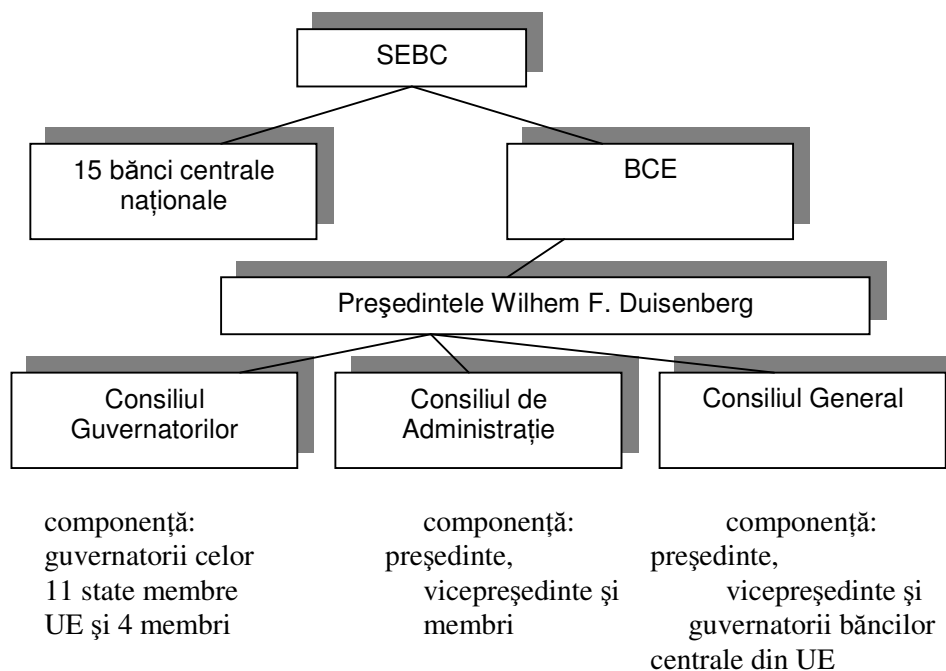 SEBC
15 bănci centrale
naționale
BCE
Preşedintele Wilhem F. Duisenberg
Consiliul
Guvernatorilor
Consiliul de
Administrație
Consiliul General
componență:
guvernatorii celor
11 state membre
UE şi 4 membri
componență:
preşedinte,
vicepreşedinte şi
membri
componență:
preşedinte,
vicepreşedinte şi
guvernatorii băncilor
centrale din UE